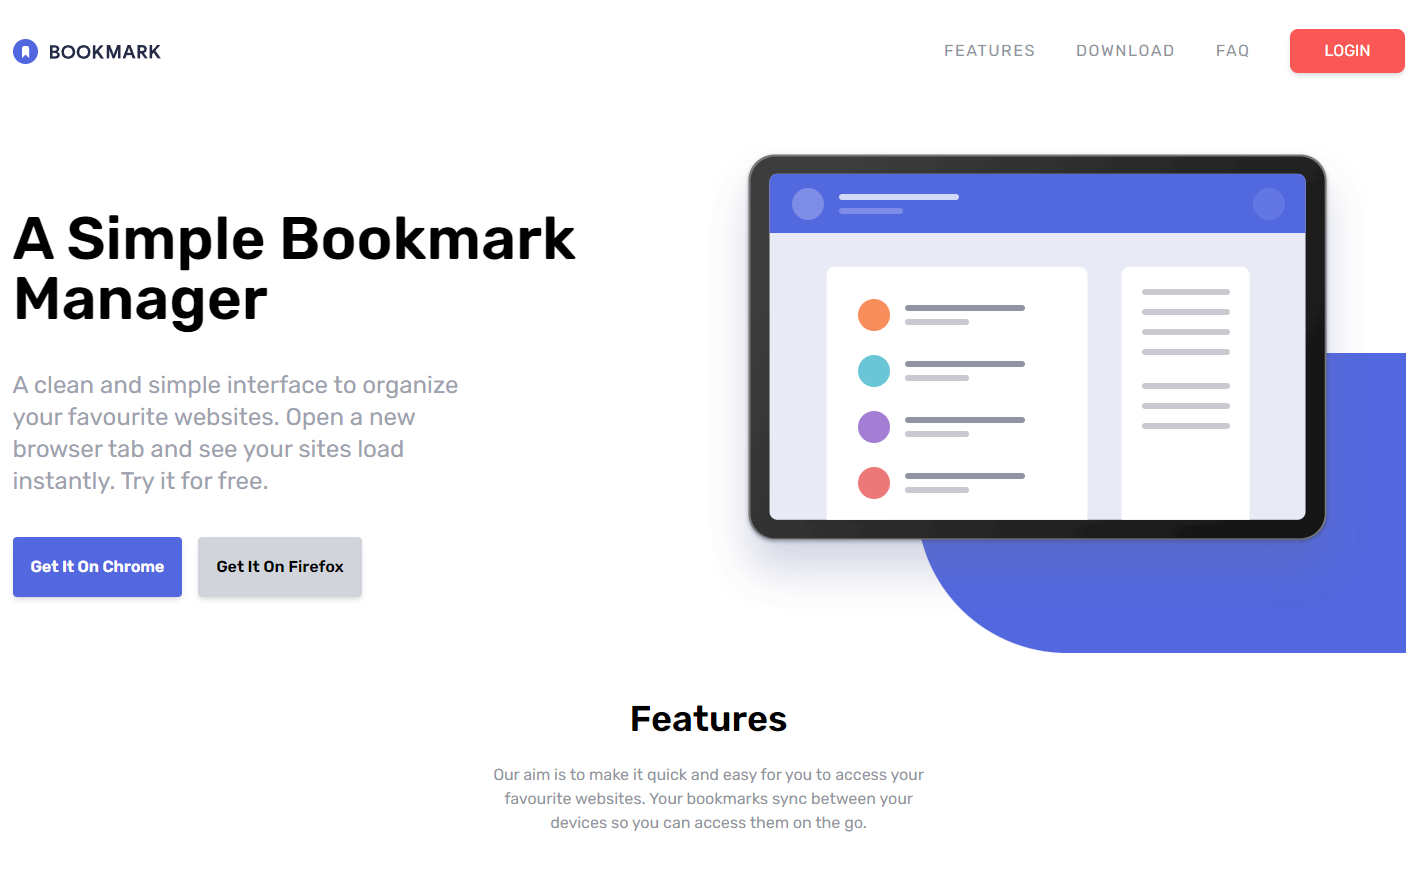 BOOKMARK
FEATURES
DOWNLOAD
FAQ
LOGIN
A Simple Bookmark
Manager
A clean and simple interface to organize
your favourite websites. Open a new
browser tab and see your sites load
instantly. Try it for free.
Get It On Chrome
Get It On Firefox
Features
Our aim is to make it quick and easy for you to access your
favourite websites. Your bookmarks sync between your
devices so you can access them on the go.